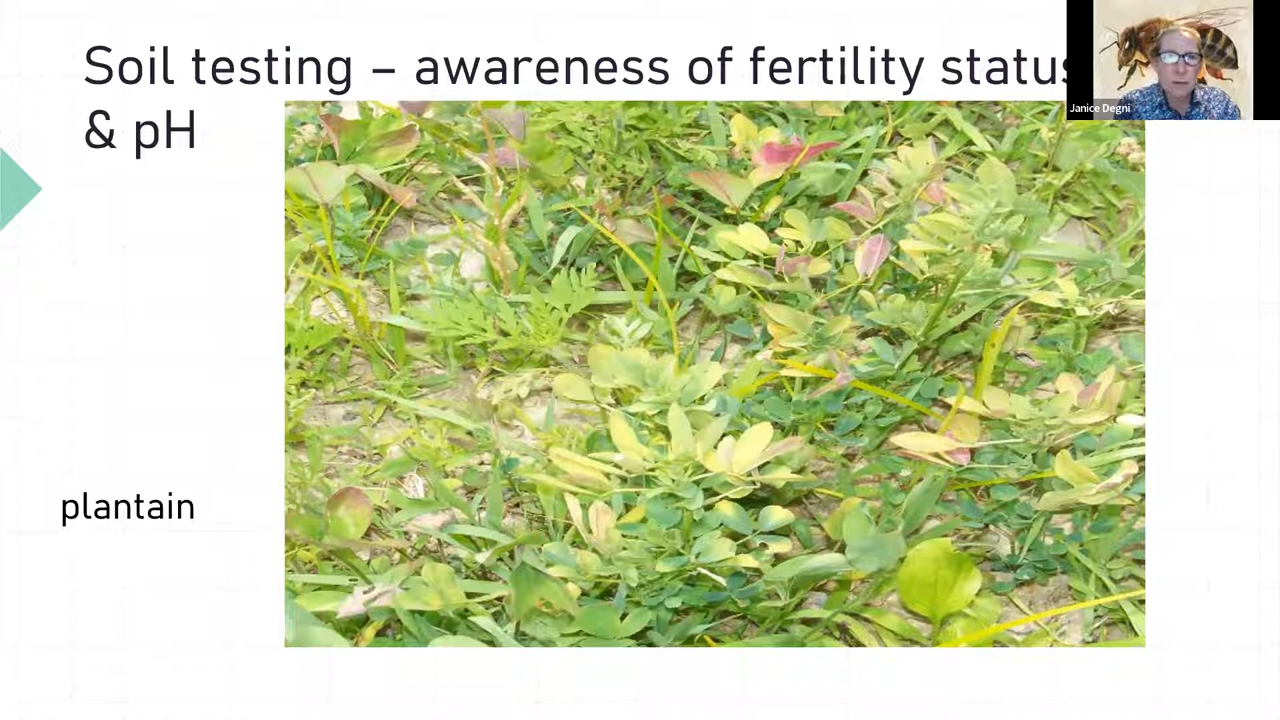 Soil testing – awareness of fertility status
& pH
Janice Degni
plantain